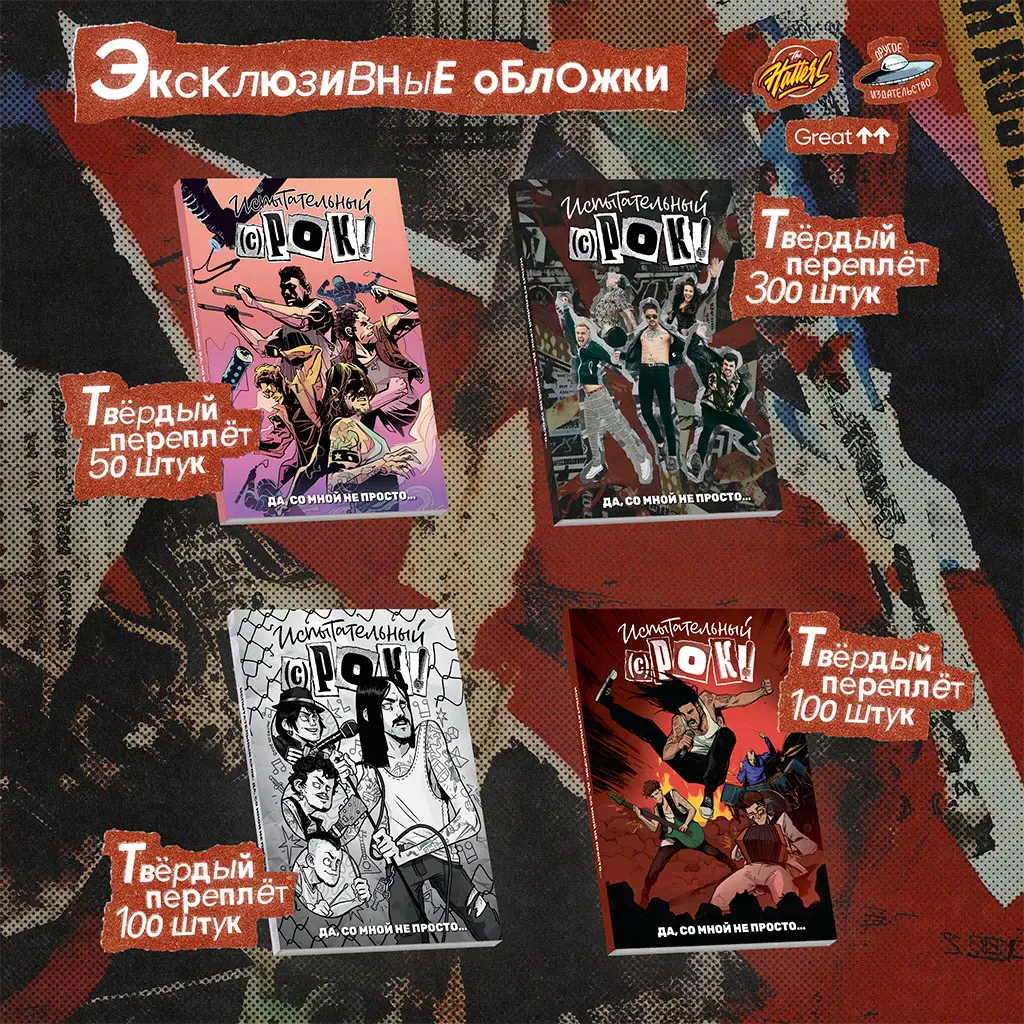 Эксклюзивные обложки
The
Hatters
ДРУГОЕ
ИЗДАТЕЛЬСТВО
Great
Испытательный
(с)РОК!
ДА, СО МНОЙ НЕ ПРОСТО...
Твёрдый
переплёт
50 штук
Испытательный
(с)РОК!
ДА, СО МНОЙ НЕ ПРОСТО...
Твёрдый
переплёт
300 штук
Испытательный
(с)РОК!
ДА, СО МНОЙ НЕ ПРОСТО...
Твёрдый
переплёт
100 штук
Испытательный
(с)РОК!
ДА, СО МНОЙ НЕ ПРОСТО...
Твёрдый
переплёт
100 штук